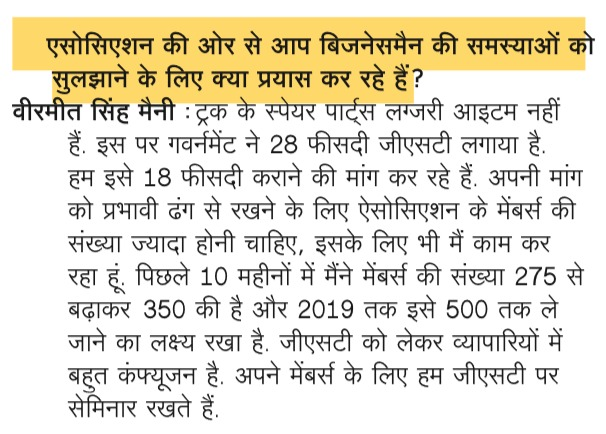 एसोसिएशन की ओर से आप बिजनेसमैन की समस्याओं को
सुलझाने के लिए क्या प्रयास कर रहे हैं?
वीरमीत सिंह मैनी : ट्रक के स्पेयर पार्ट्स लग्जरी आइटम नहीं
हैं. इस पर गवर्नमेंट ने 28 फीसदी जीएसटी लगाया है.
हम इसे 18 फीसदी कराने की मांग कर रहे हैं. अपनी मांग
को प्रभावी ढंग से रखने के लिए ऐसोसिएशन के मेंबर्स की
संख्या ज्यादा होनी चाहिए, इसके लिए भी मैं काम कर
रहा हूं. पिछले 10 महीनों में मैंने मेंबर्स की संख्या 275 से
बढ़ाकर 350 की है और 2019 तक इसे 500 तक ले
जाने का लक्ष्य रखा है. जीएसटी को लेकर व्यापारियों में
बहुत कंफ्यूजन है. अपने मेंबर्स के लिए हम जीएसटी पर
सेमिनार रखते हैं.